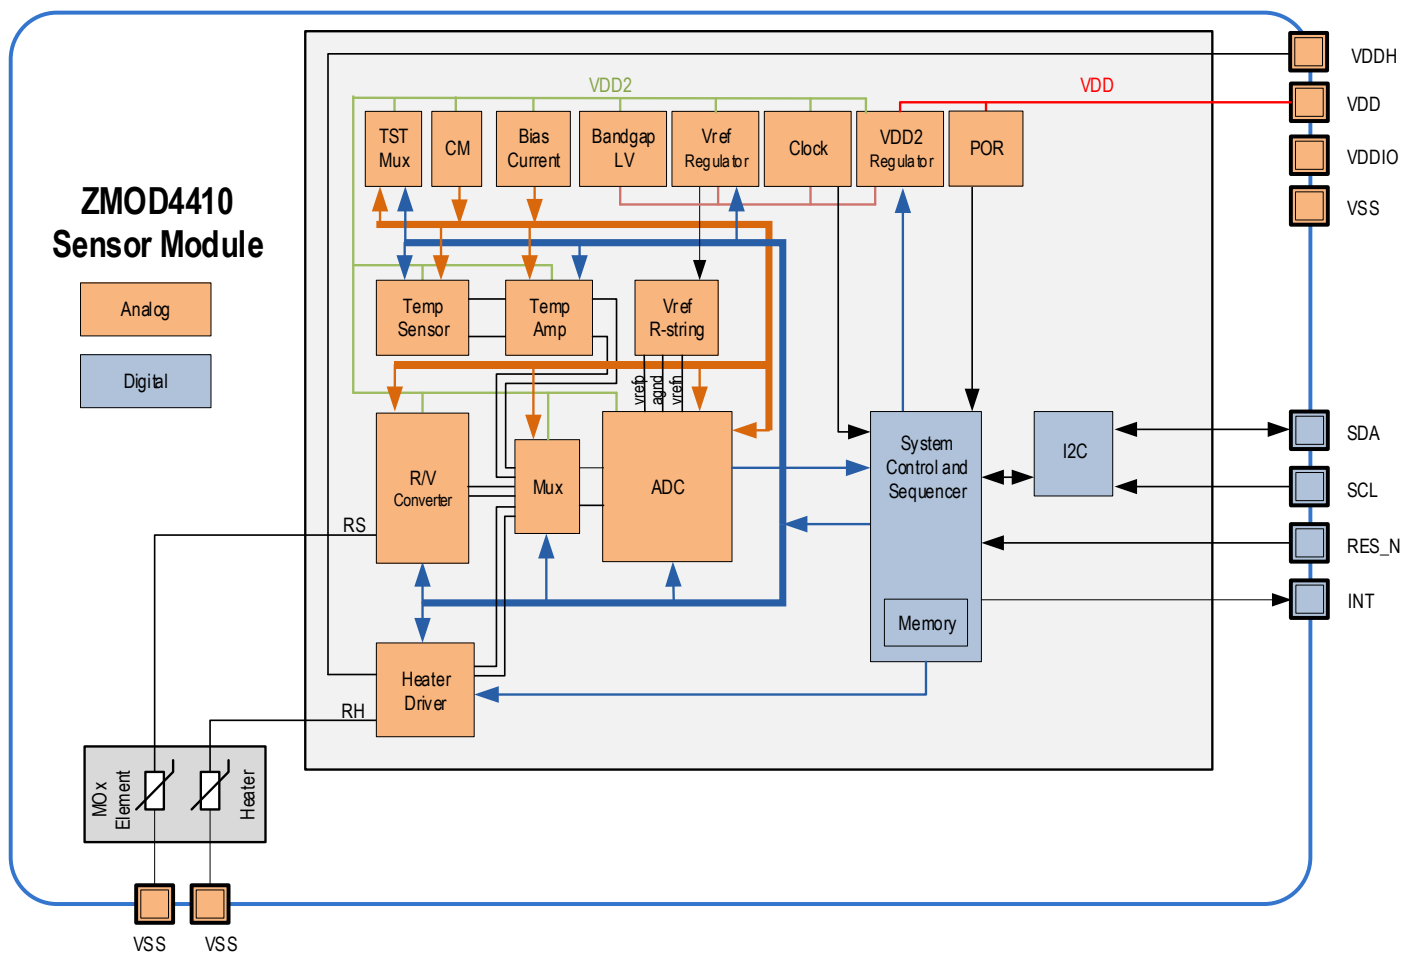 ZMOD4410
Sensor Module
Analog
Digital
VDD2
VDD
TST
Mux
CM
Bias
Current
Bandgap
LV
Vref
Regulator
Clock
VDD2
Regulator
POR
Temp
Sensor
Temp
Amp
Vref
R-string
vrefp
agnd
vrefn
R/V
Converter
Mux
ADC
System
Control and
Sequencer
Memory
I2C
Heater
Driver
RS
RH
MOx
Element
Heater
VSS
VSS
VDDH
VDD
VDDIO
VSS
SDA
SCL
RES_N
INT